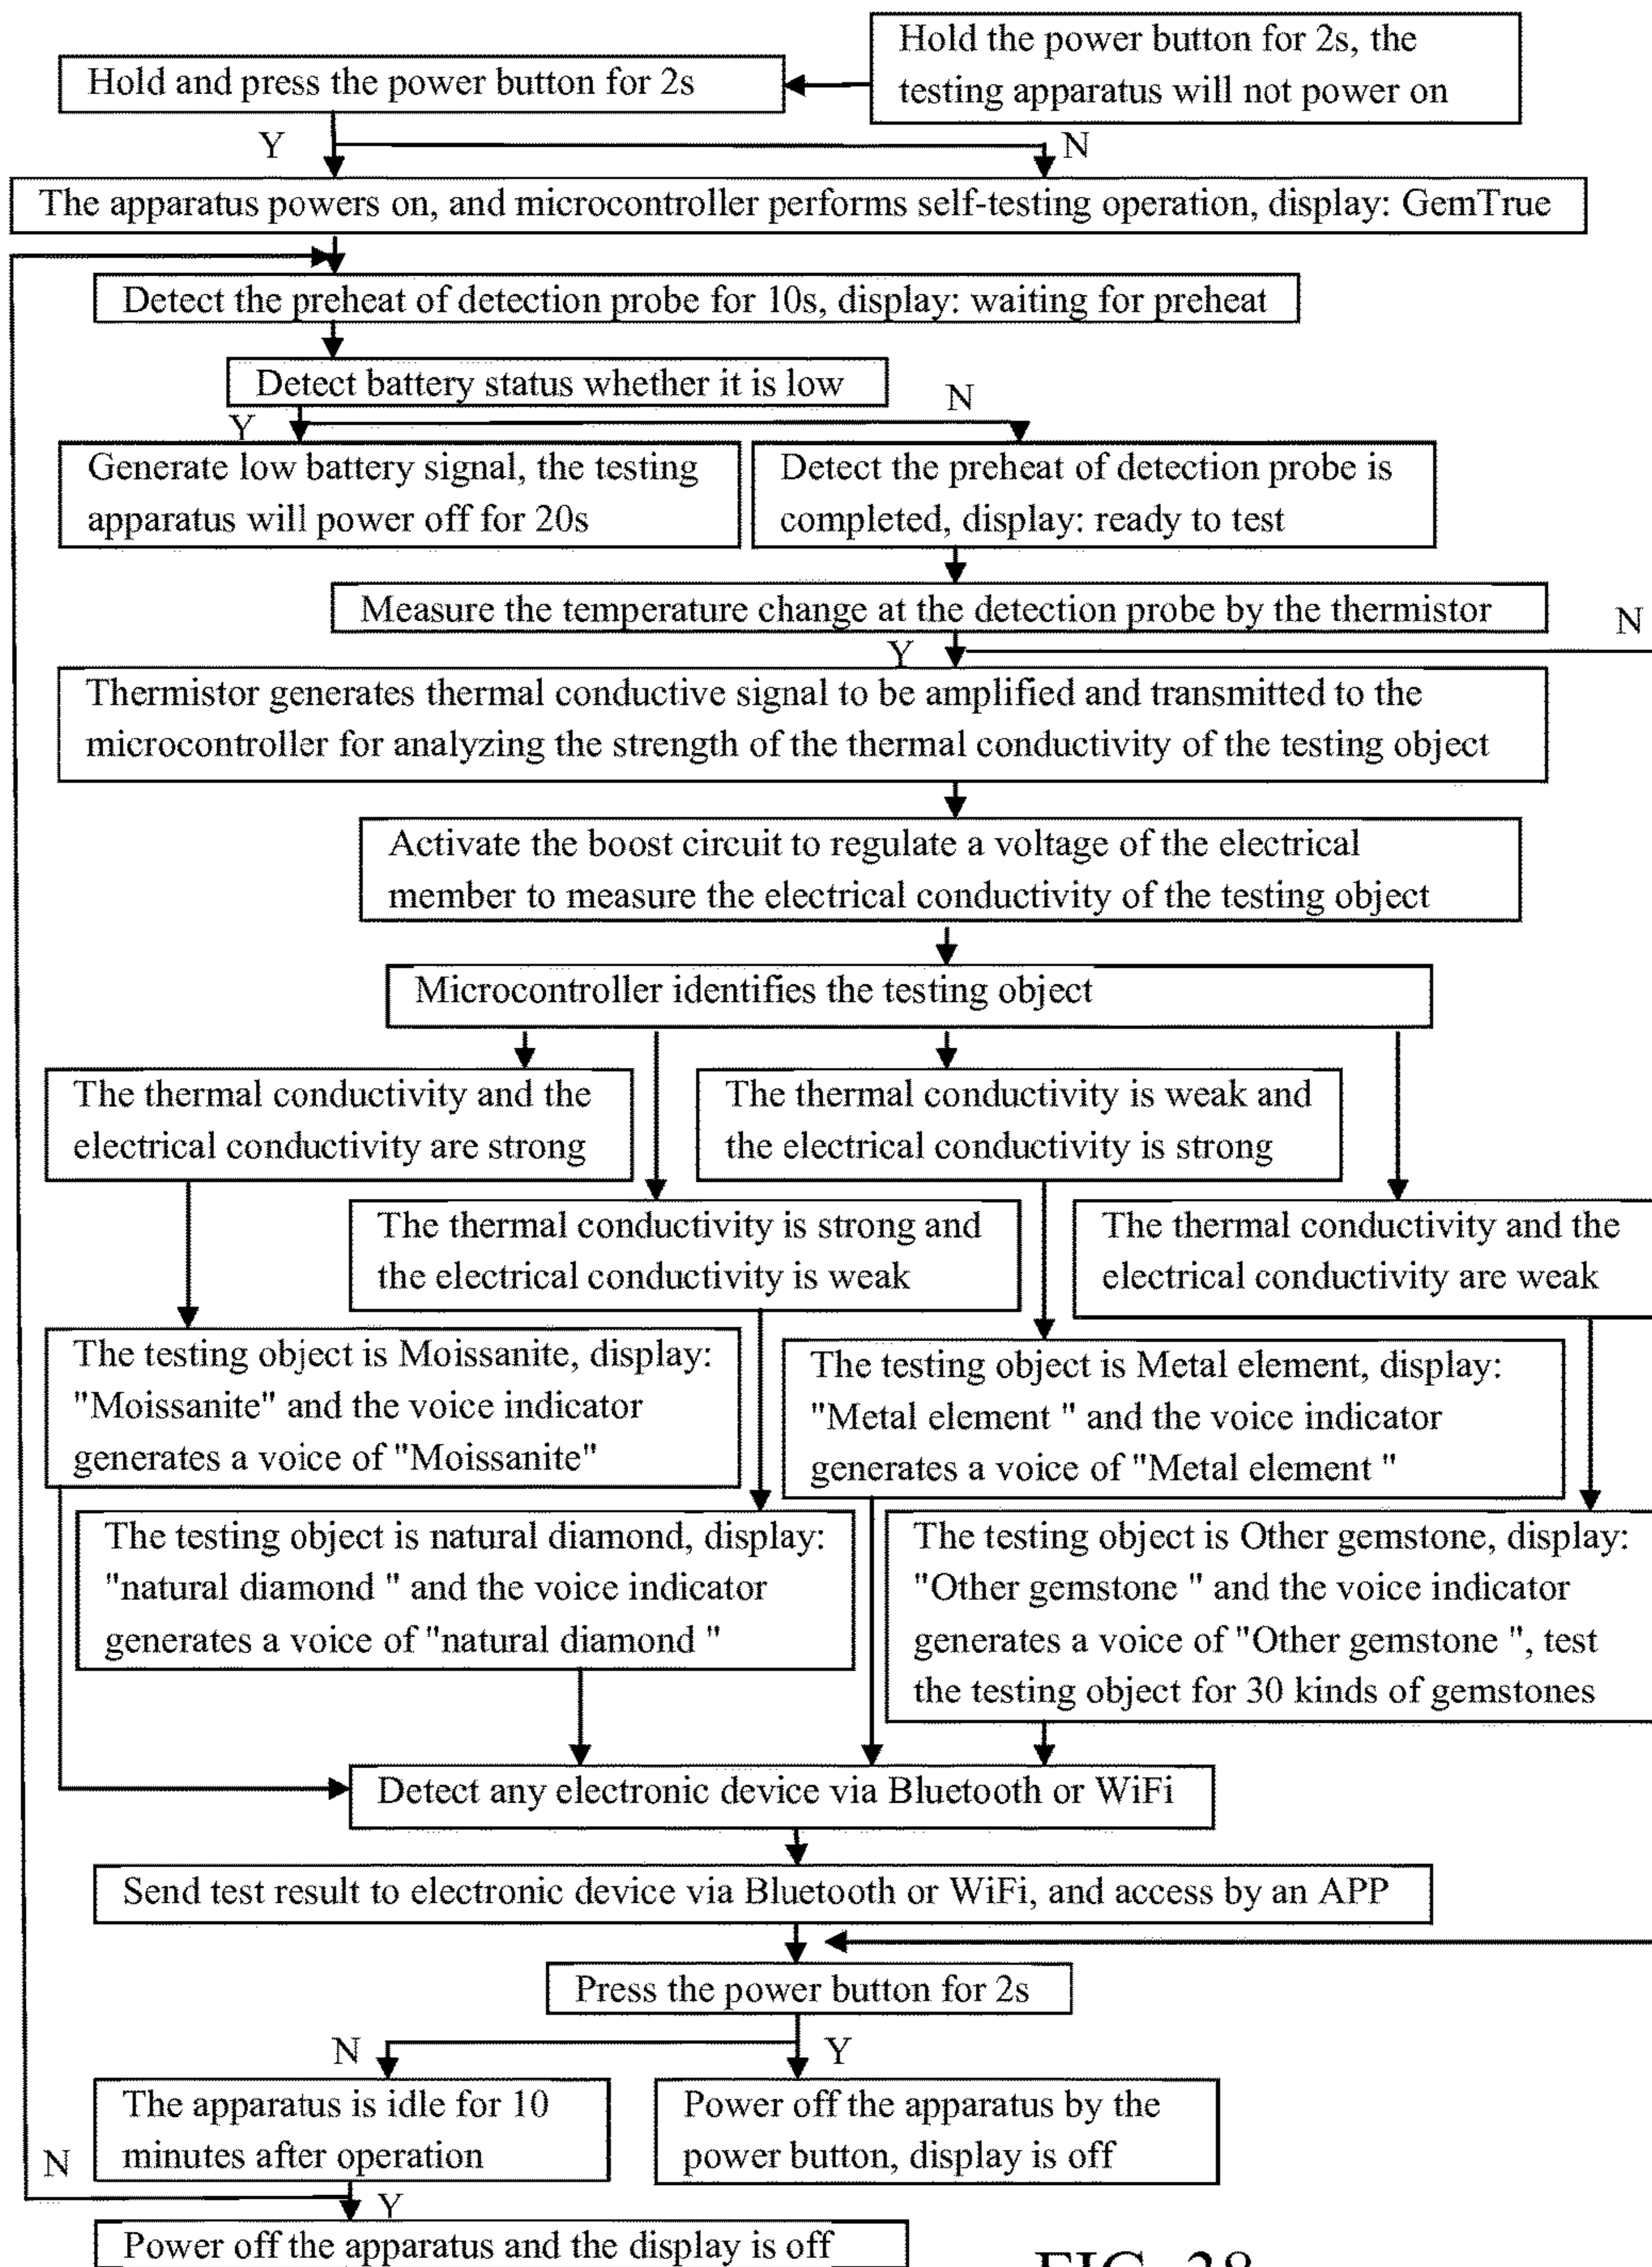 Hold the power button for 2s, the
testing apparatus will not power on
Hold and press the power button for 2s
Y
N
The apparatus powers on, and microcontroller performs self-testing operation, display: GemTrue
Detect the preheat of detection probe for 10s, display: waiting for preheat
Detect battery status whether it is low
Y
N
Generate low battery signal, the testing
apparatus will power off for 20s
Detect the preheat of detection probe is
completed, display: ready to test
Measure the temperature change at the detection probe by the thermistor
N
Y
Thermistor generates thermal conductive signal to be amplified and transmitted to the
microcontroller for analyzing the strength of the thermal conductivity of the testing object
Activate the boost circuit to regulate a voltage of the electrical
member to measure the electrical conductivity of the testing object
Microcontroller identifies the testing object
The thermal conductivity and the
electrical conductivity are strong
The thermal conductivity is weak and
the electrical conductivity is strong
The thermal conductivity is strong and
the electrical conductivity is weak
The thermal conductivity and the
electrical conductivity are weak
The testing object is Moissanite, display:
"Moissanite" and the voice indicator
generates a voice of "Moissanite"
The testing object is Metal element, display:
"Metal element " and the voice indicator
generates a voice of "Metal element "
The testing object is natural diamond, display:
"natural diamond " and the voice indicator
generates a voice of "natural diamond "
The testing object is Other gemstone, display:
"Other gemstone " and the voice indicator
generates a voice of "Other gemstone ", test
the testing object for 30 kinds of gemstones
Detect any electronic device via Bluetooth or WiFi
Send test result to electronic device via Bluetooth or WiFi, and access by an APP
Press the power button for 2s
N
Y
The apparatus is idle for 10
minutes after operation
Power off the apparatus by the
power button, display is off
N
Y
Power off the apparatus and the display is off
FIG. 38